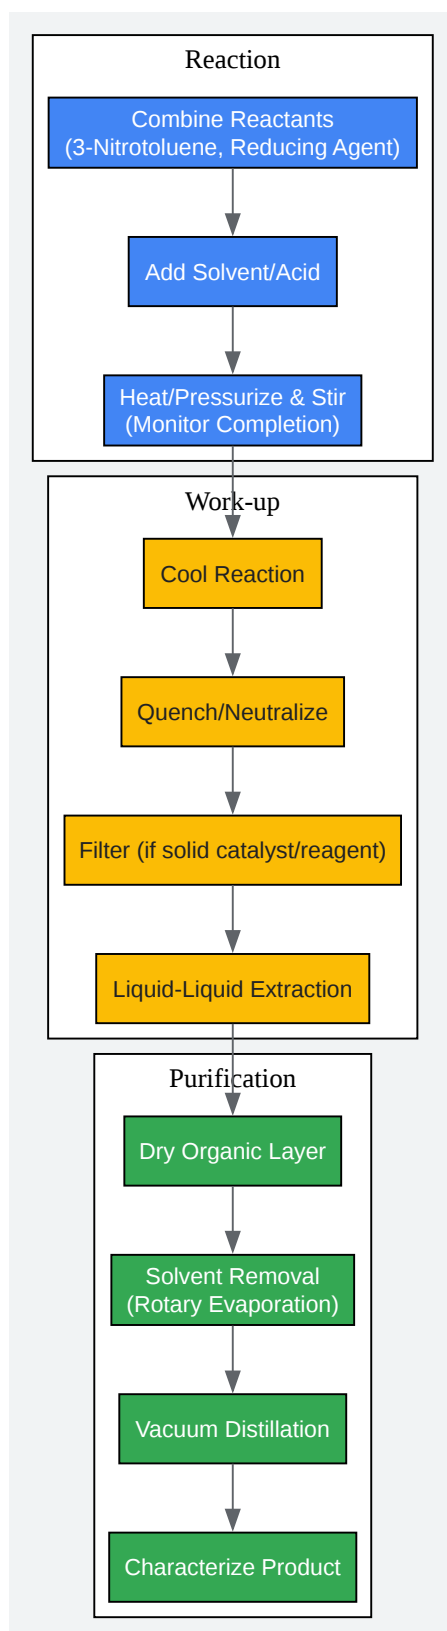 Reaction
Combine Reactants
(3-Nitrotoluene, Reducing Agent)
Add Solvent/Acid
Heat/Pressurize & Stir
(Monitor Completion)
Work-up
Cool Reaction
Quench/Neutralize
Filter (if solid catalyst/reagent)
Liquid-Liquid Extraction
Purification
Dry Organic Layer
Solvent Removal
(Rotary Evaporation)
Vacuum Distillation
Characterize Product